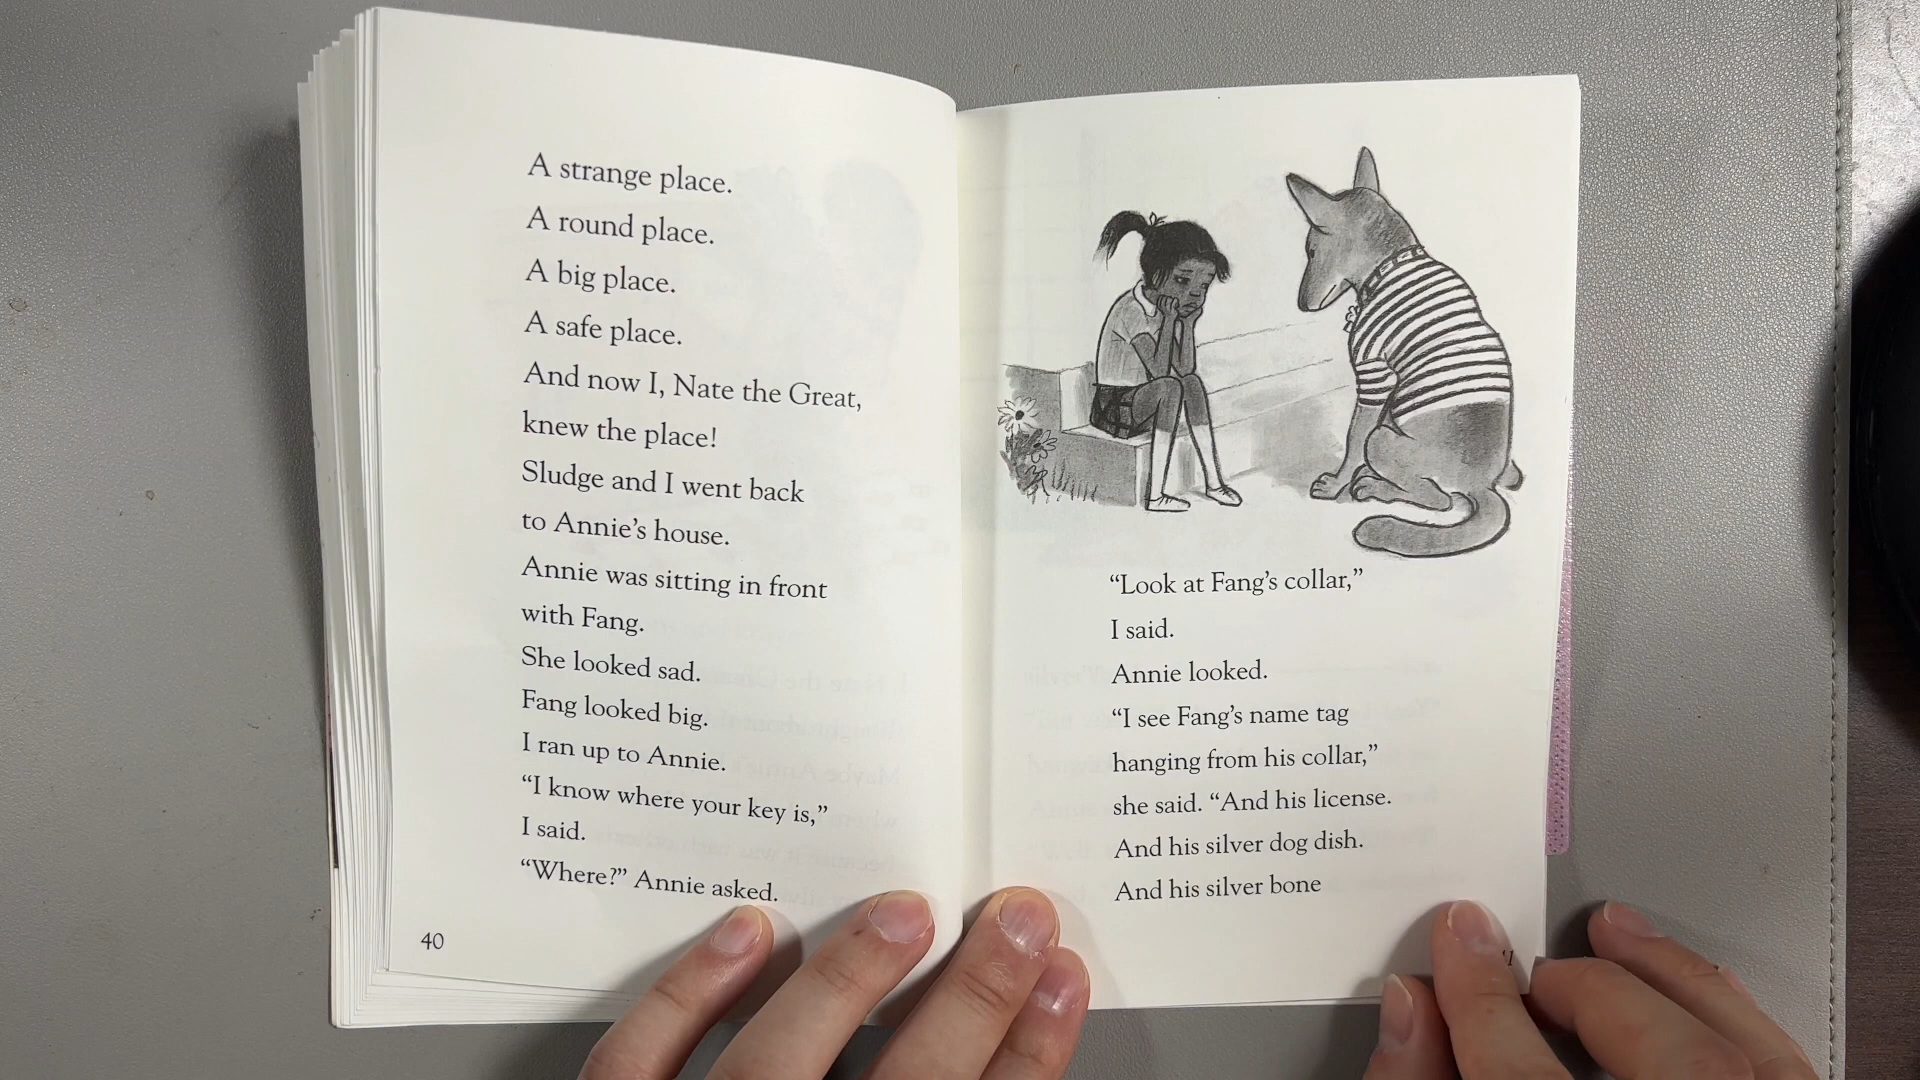 A strange place.
A round place.
A big place.
A safe place.
And now I, Nate the Great,
knew the place!
Sludge and I went back
to Annie’s house.
Annie was sitting in front
with Fang.
She looked sad.
Fang looked big.
I ran up to Annie.
“I know where your key is,”
I said.
“Where?” Annie asked.
40
“Look at Fang’s collar,”
I said.
Annie looked.
“I see Fang’s name tag
hanging from his collar,”
she said. “And his license.
And his silver dog dish.
And his silver bone